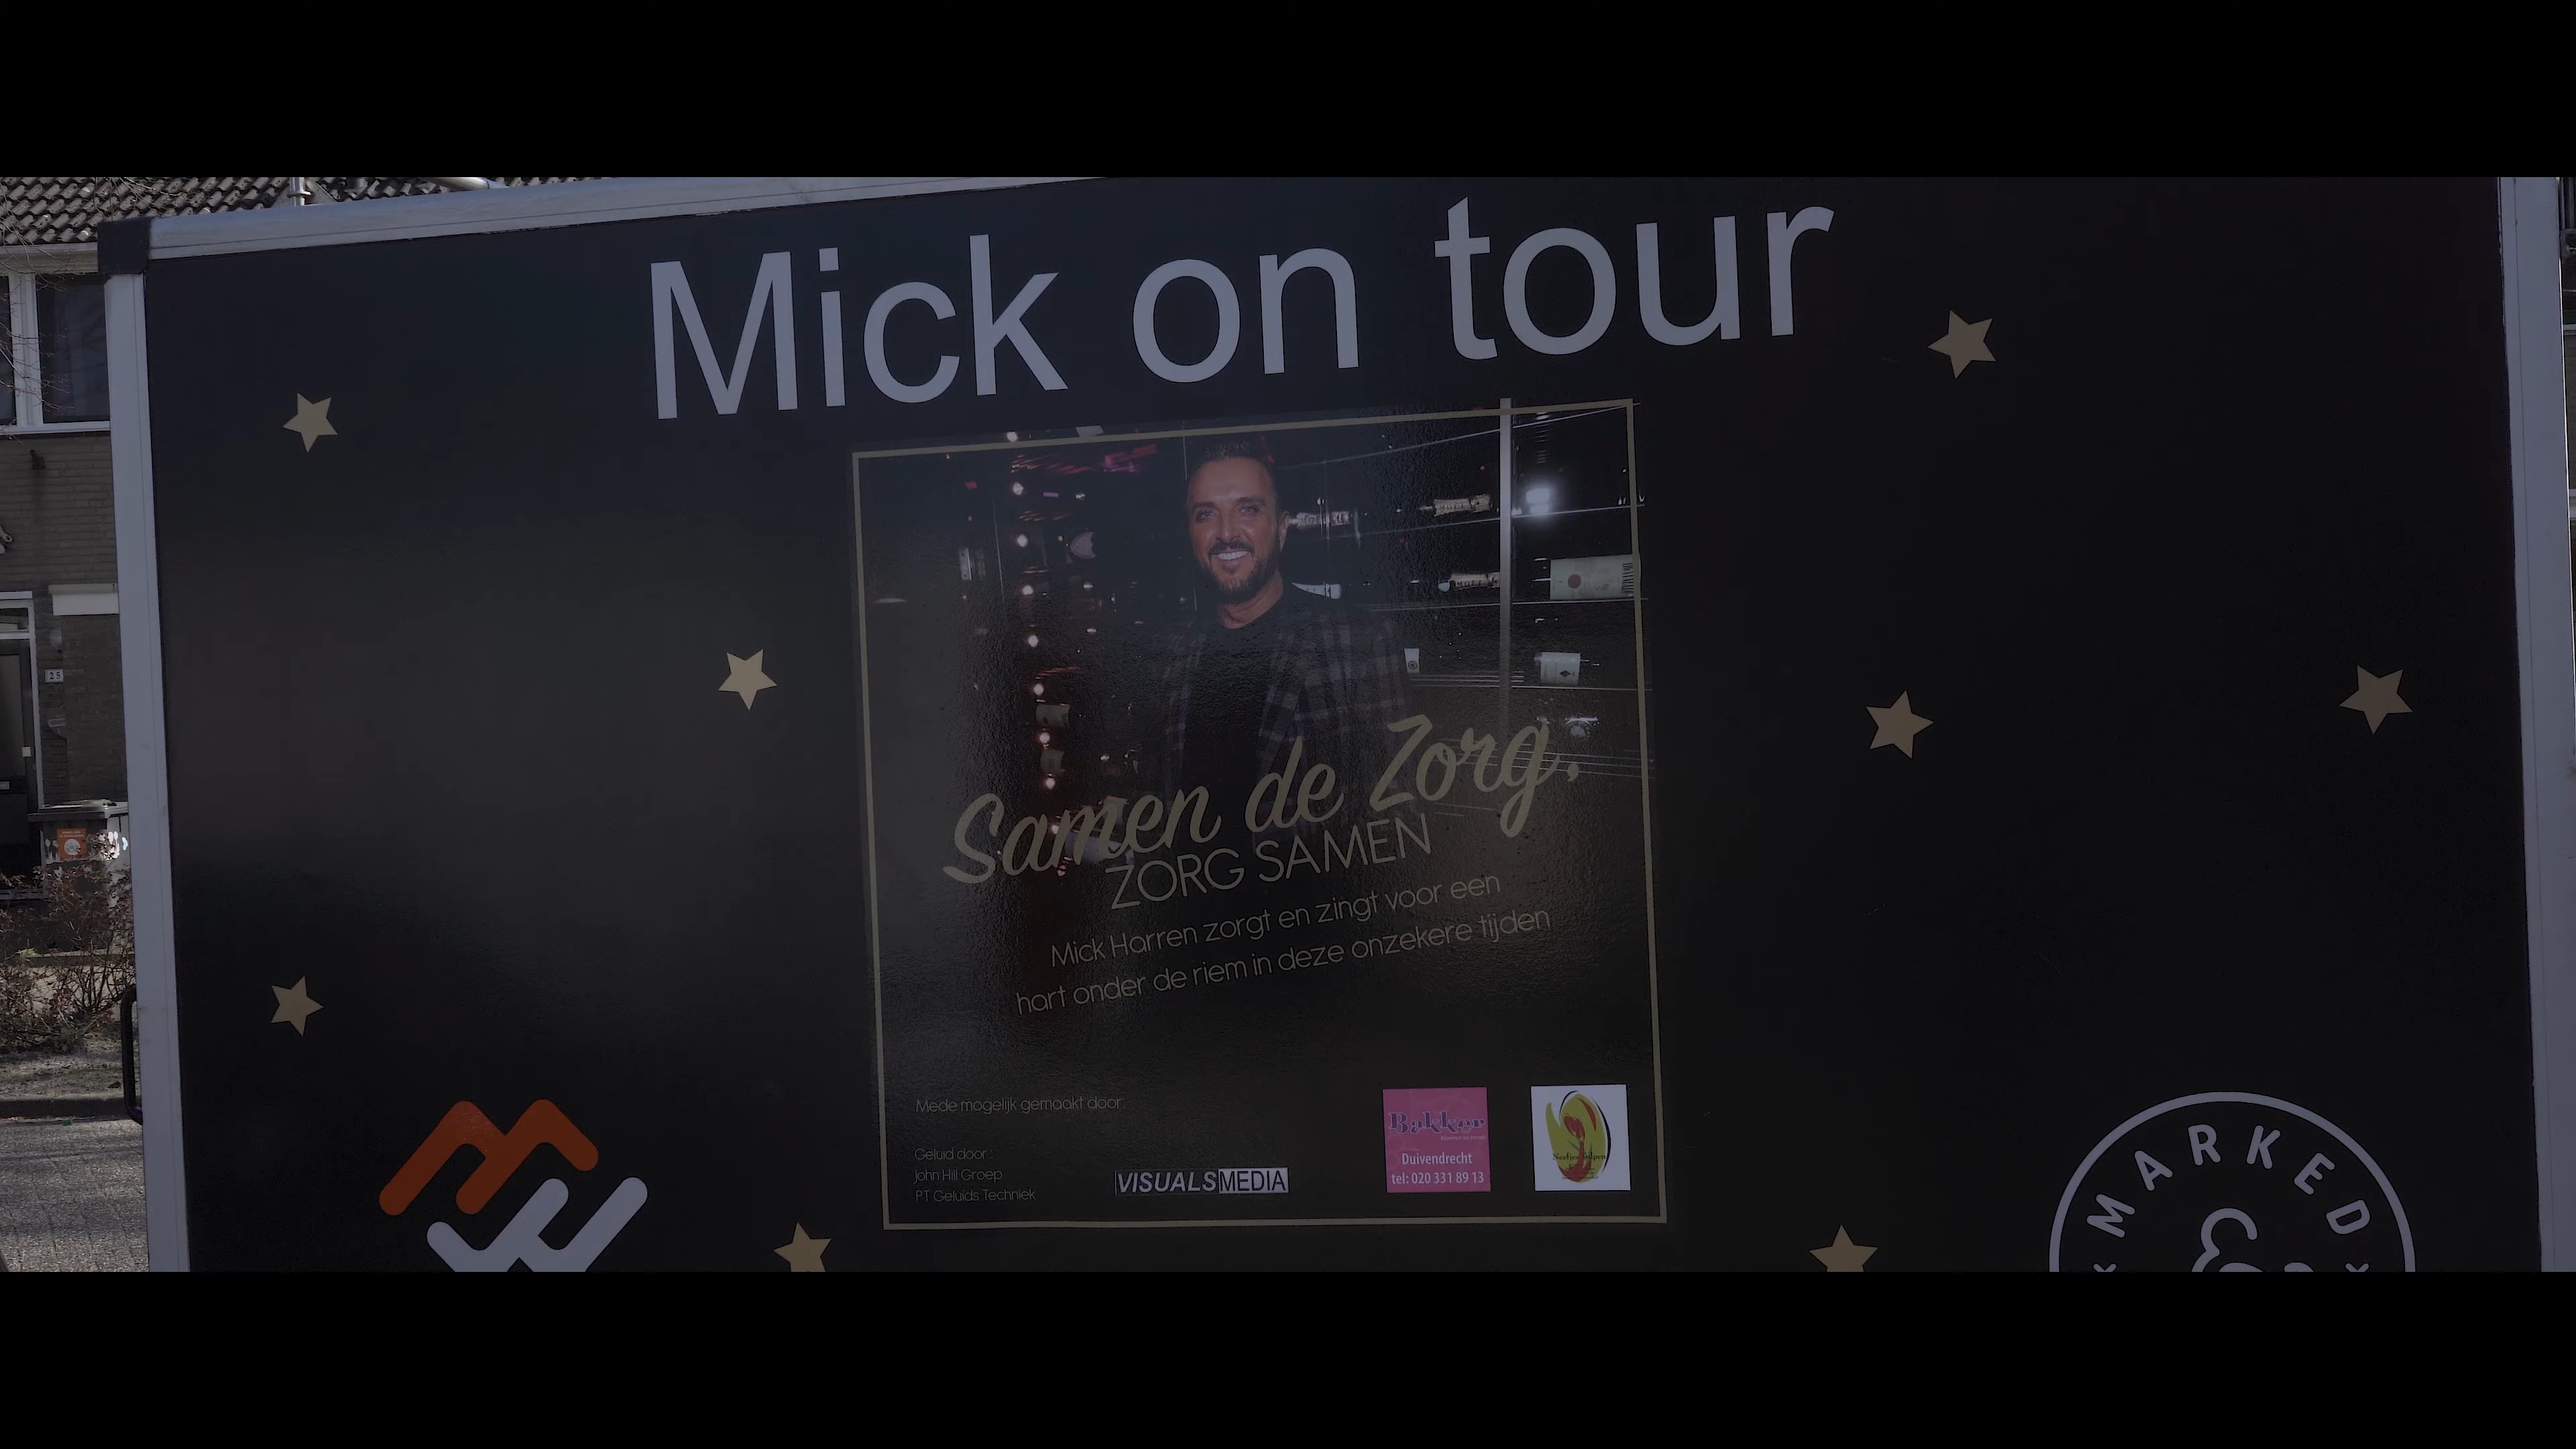 Mick on tour
25
Samen de Zorg,
ZORG SAMEN
Mick Harren zorgt en zingt voor een
hart onder de riem in deze onzekere tijden
Mede mogelijk gemaakt door:
Geluid door :
John Hill Groep
PT Geluids Techniek
VISUALSMEDIA
Bakker
Duivendrecht
tel: 020 331 89 13
MARKED